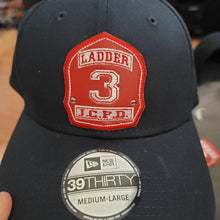 LADDER
3
J.C.F.D.
NEW ERA
39THIRTY
MEDIUM-LARGE